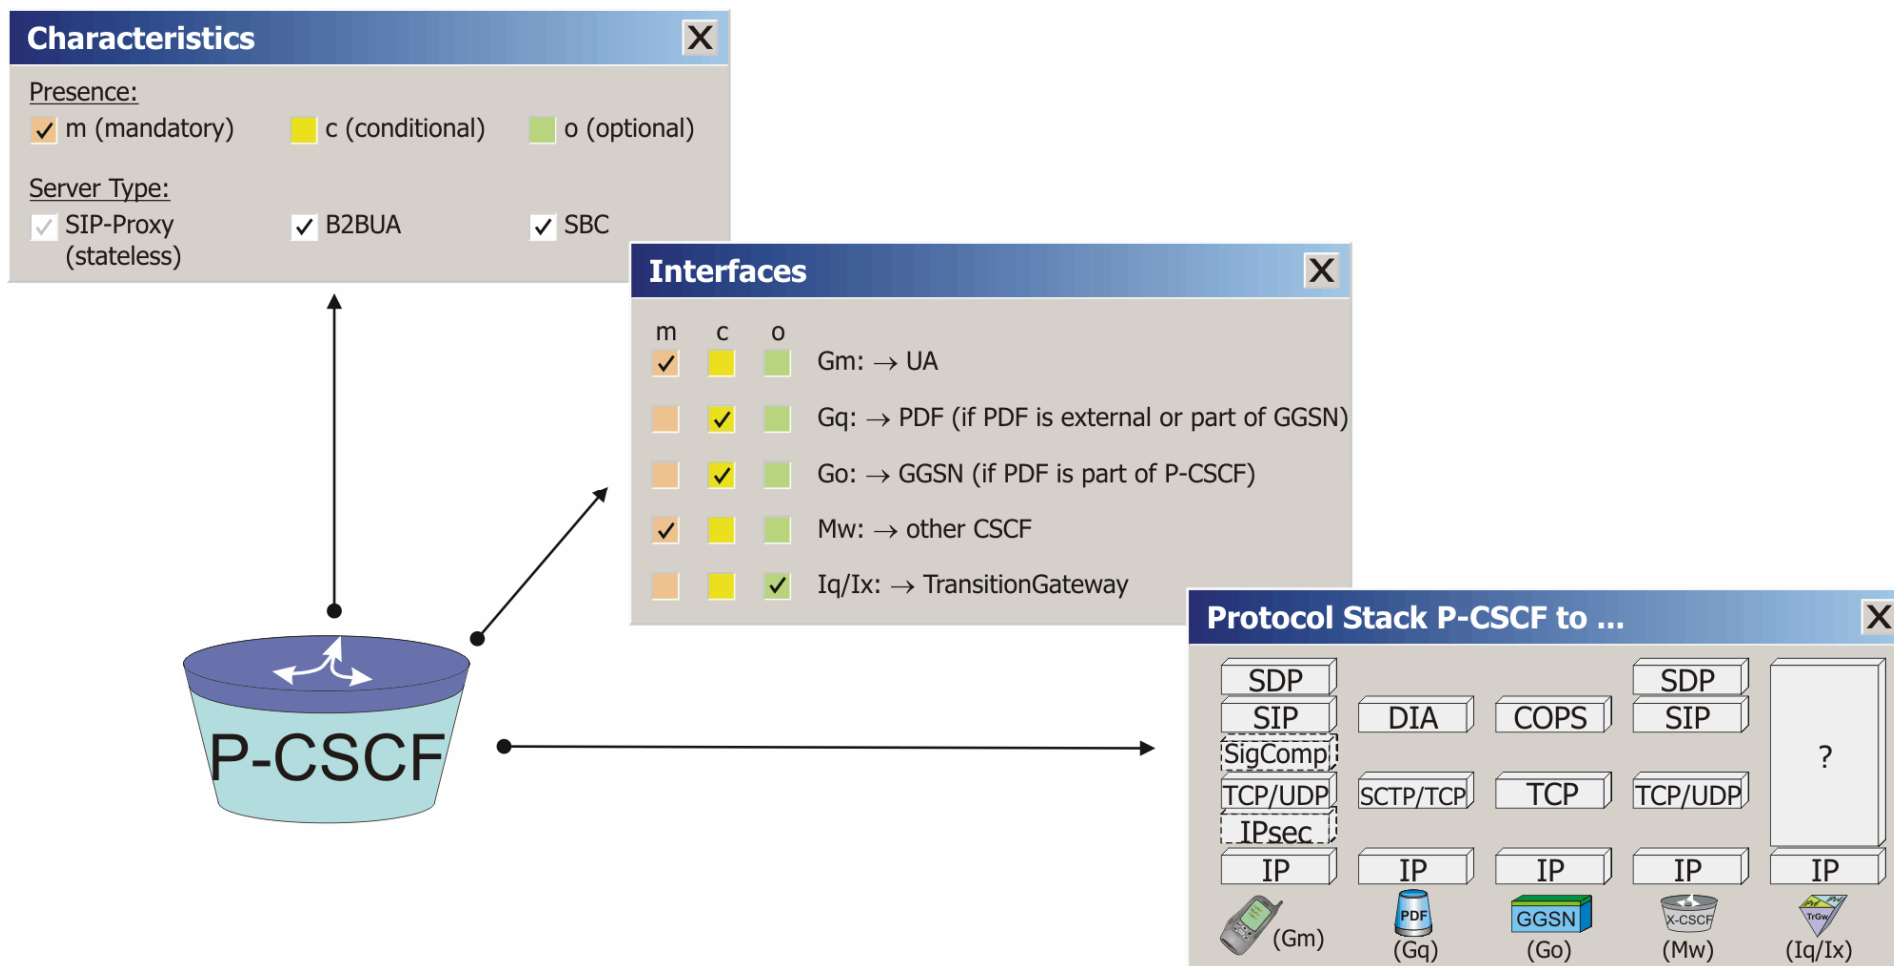 Characteristics X
Presence:
m (mandatory) c (conditional) o (optional)
Server Type:
SIP-Proxy B2BUA SBC
(stateless)
Interfaces X
m c o
Gm: → UA
Gq: → PDF (if PDF is external or part of GGSN)
Go: → GGSN (if PDF is part of P-CSCF)
Mw: → other CSCF
Iq/Ix: → TransitionGateway
P-CSCF
Protocol Stack P-CSCF to ... X
SDP SDP
SIP DIA COPS SIP
SigComp ?
TCP/UDP SCTP/TCP TCP TCP/UDP
IPsec
IP IP IP IP IP
PDF GGSN X-CSCF TrGw
(Gm) (Gq) (Go) (Mw) (Iq/Ix)